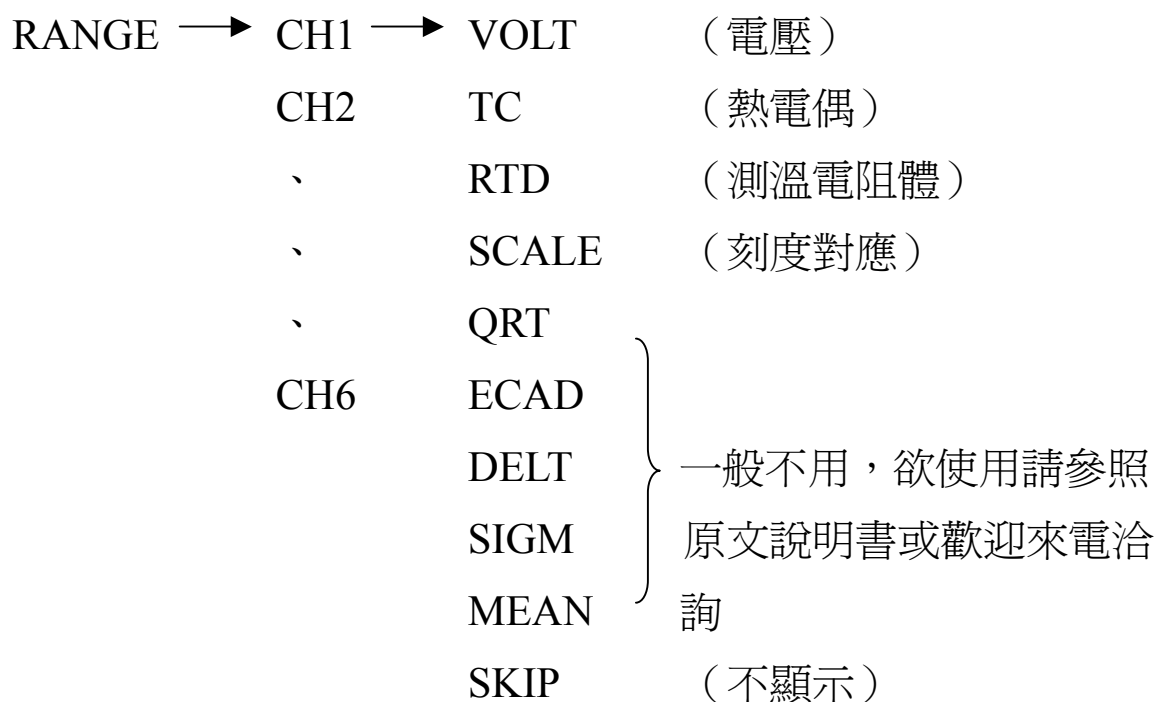 RANGE → CH1 → VOLT （電壓）
CH2 TC （熱電偶）
、 RTD （測溫電阻體）
、 SCALE （刻度對應）
、 QRT
CH6 ECAD
DELT 一般不用，欲使用請參照
SIGM 原文說明書或歡迎來電洽
MEAN 詢
SKIP （不顯示）